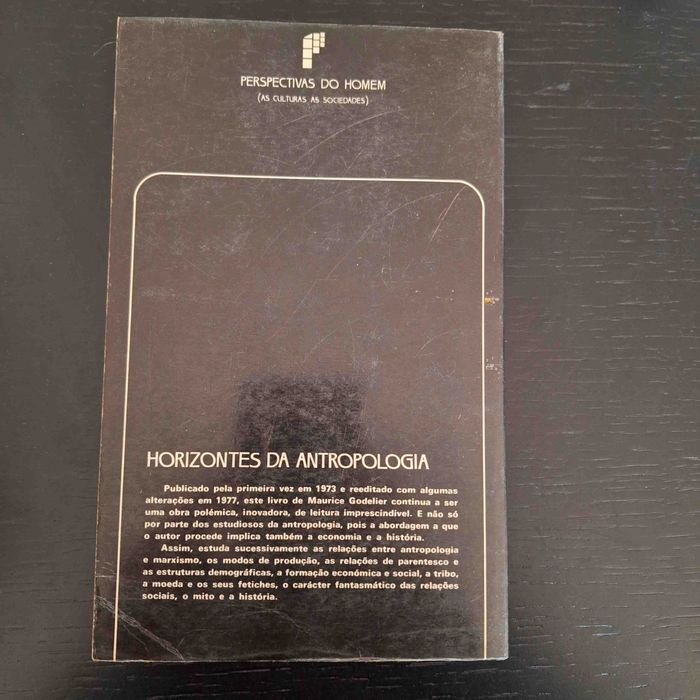 PERSPECTIVAS DO HOMEM
(AS CULTURAS AS SOCIEDADES)
HORIZONTES DA ANTROPOLOGIA
Publicado pela primeira vez em 1973 e reeditado com algumas
alterações em 1977, este livro de Maurice Godelier continua a ser
uma obra polémica, inovadora, de leitura imprescindível. E não só
por parte dos estudiosos da antropologia, pois a abordagem a que
o autor procede implica também a economia e a história.
Assim, estuda sucessivamente as relações entre antropologia
e marxismo, os modos de produção, as relações de parentesco e
as estruturas demográficas, a formação económica e social, a tribo,
a moeda e os seus fetiches, o carácter fantasmático das relações
sociais, o mito e a história.